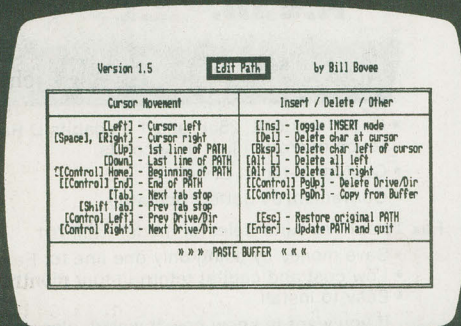 Version 1.5 Edit Path by Bill Bovee
Cursor Movement
[Left] - Cursor left
[Space], [Right] - Cursor right
[Up] - 1st line of PATH
[Down] - Last line of PATH
[[Control] Home] - Beginning of PATH
[[Control] End] - End of PATH
[Tab] - Next tab stop
[Shift Tab] - Prev tab stop
[Control Left] - Prev Drive/Dir
[Control Right] - Next Drive/Dir
Insert / Delete / Other
[Ins] - Toggle INSERT mode
[Del] - Delete char at cursor
[Bksp] - Delete char left of cursor
[Alt L] - Delete all left
[Alt R] - Delete all right
[[Control] PgUp] - Delete Drive/Dir
[[Control] PgDn] - Copy from Buffer
[Esc] - Restore original PATH
[Enter] - Update PATH and quit
» » » PASTE BUFFER « « «